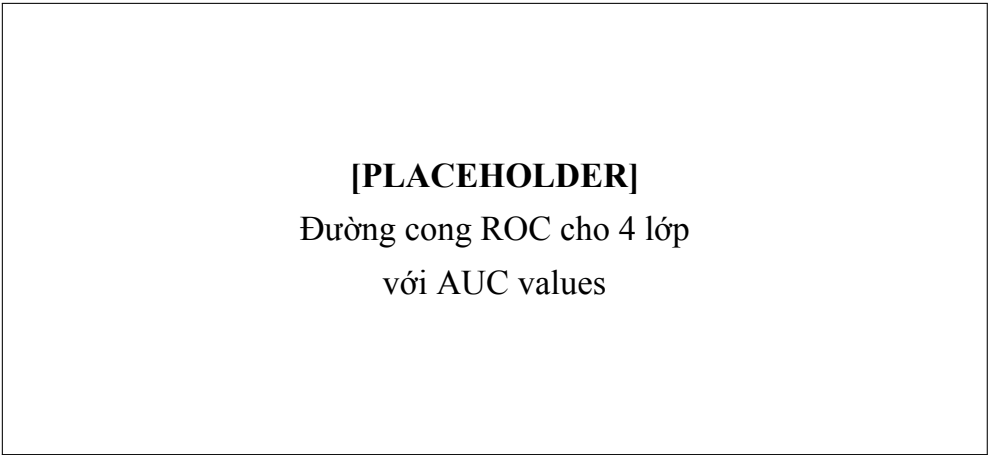 [PLACEHOLDER]
Đường cong ROC cho 4 lớp
với AUC values